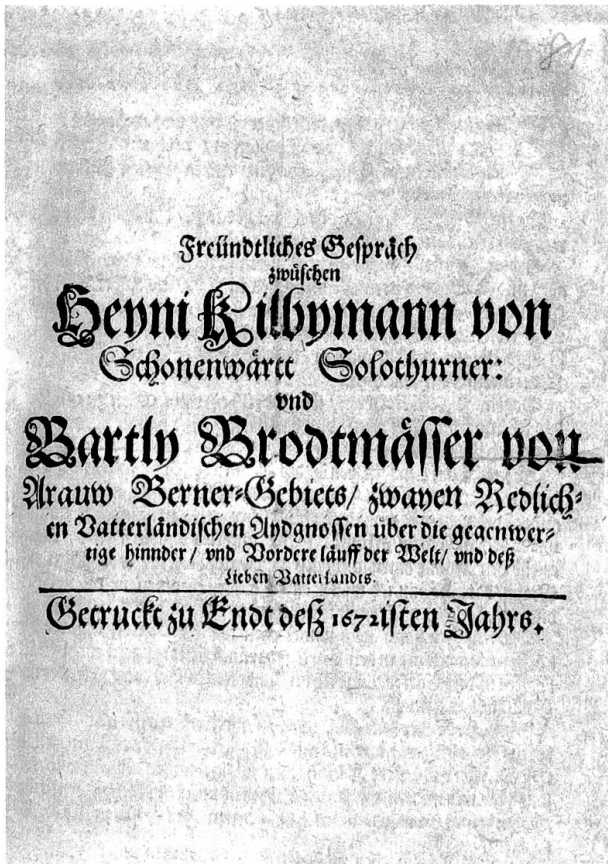 81
Freündtliches Gespräch
zwüschen
Heyni Kilbymann von
Schonenwärtt Solothurner:
vnd
Bartly Brodtmässer von
Arauw Berner-Gebiets/ zwayen Redlich-
en Vatterländischen Aydgnossen über die gegenwer-
tige hinnder/ vnd Vordere läuff der Welt/ vnd deß
Lieben Vatterlandts.
Getruckt zu Endt deß 1672isten Jahrs.